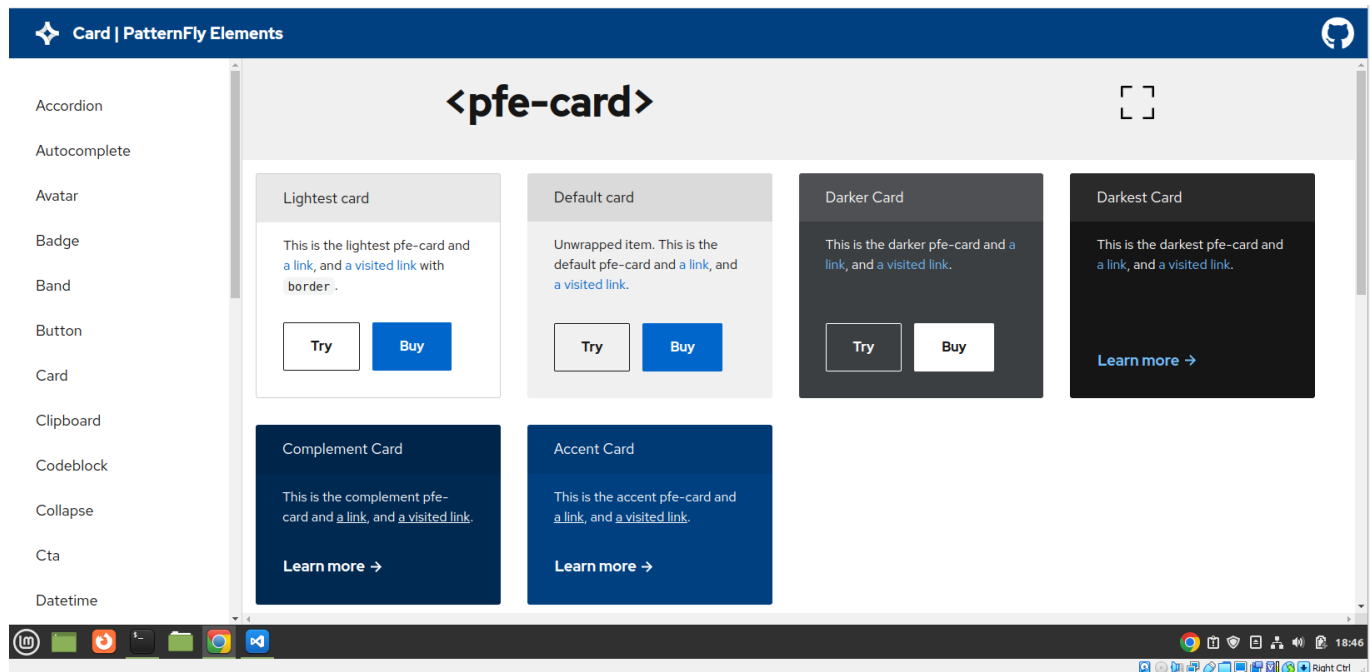 Card | PatternFly Elements
Accordion
Autocomplete
Avatar
Badge
Band
Button
Card
Clipboard
Codeblock
Collapse
Cta
Datetime
<pfe-card>
Lightest card
This is the lightest pfe-card and
a link, and a visited link with
border.
Try
Buy
Default card
Unwrapped item. This is the
default pfe-card and a link, and
a visited link.
Try
Buy
Darker Card
This is the darker pfe-card and a
link, and a visited link.
Try
Buy
Darkest Card
This is the darkest pfe-card and
a link, and a visited link.
Learn more →
Complement Card
This is the complement pfe-
card and a link, and a visited link.
Learn more →
Accent Card
This is the accent pfe-card and
a link, and a visited link.
Learn more →
18:46
Right Ctrl